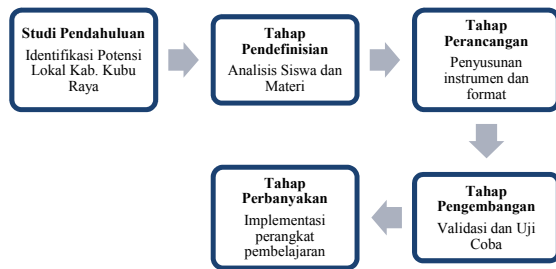 Studi Pendahuluan
Identifikasi Potensi
Lokal Kab. Kubu
Raya
Tahap
Pendefinisian
Analisis Siswa dan
Materi
Tahap
Perancangan
Penyusunan
instrumen dan
format
Tahap
Pengembangan
Validasi dan Uji
Coba
Tahap
Perbanyakan
Implementasi
perangkat
pembelajaran